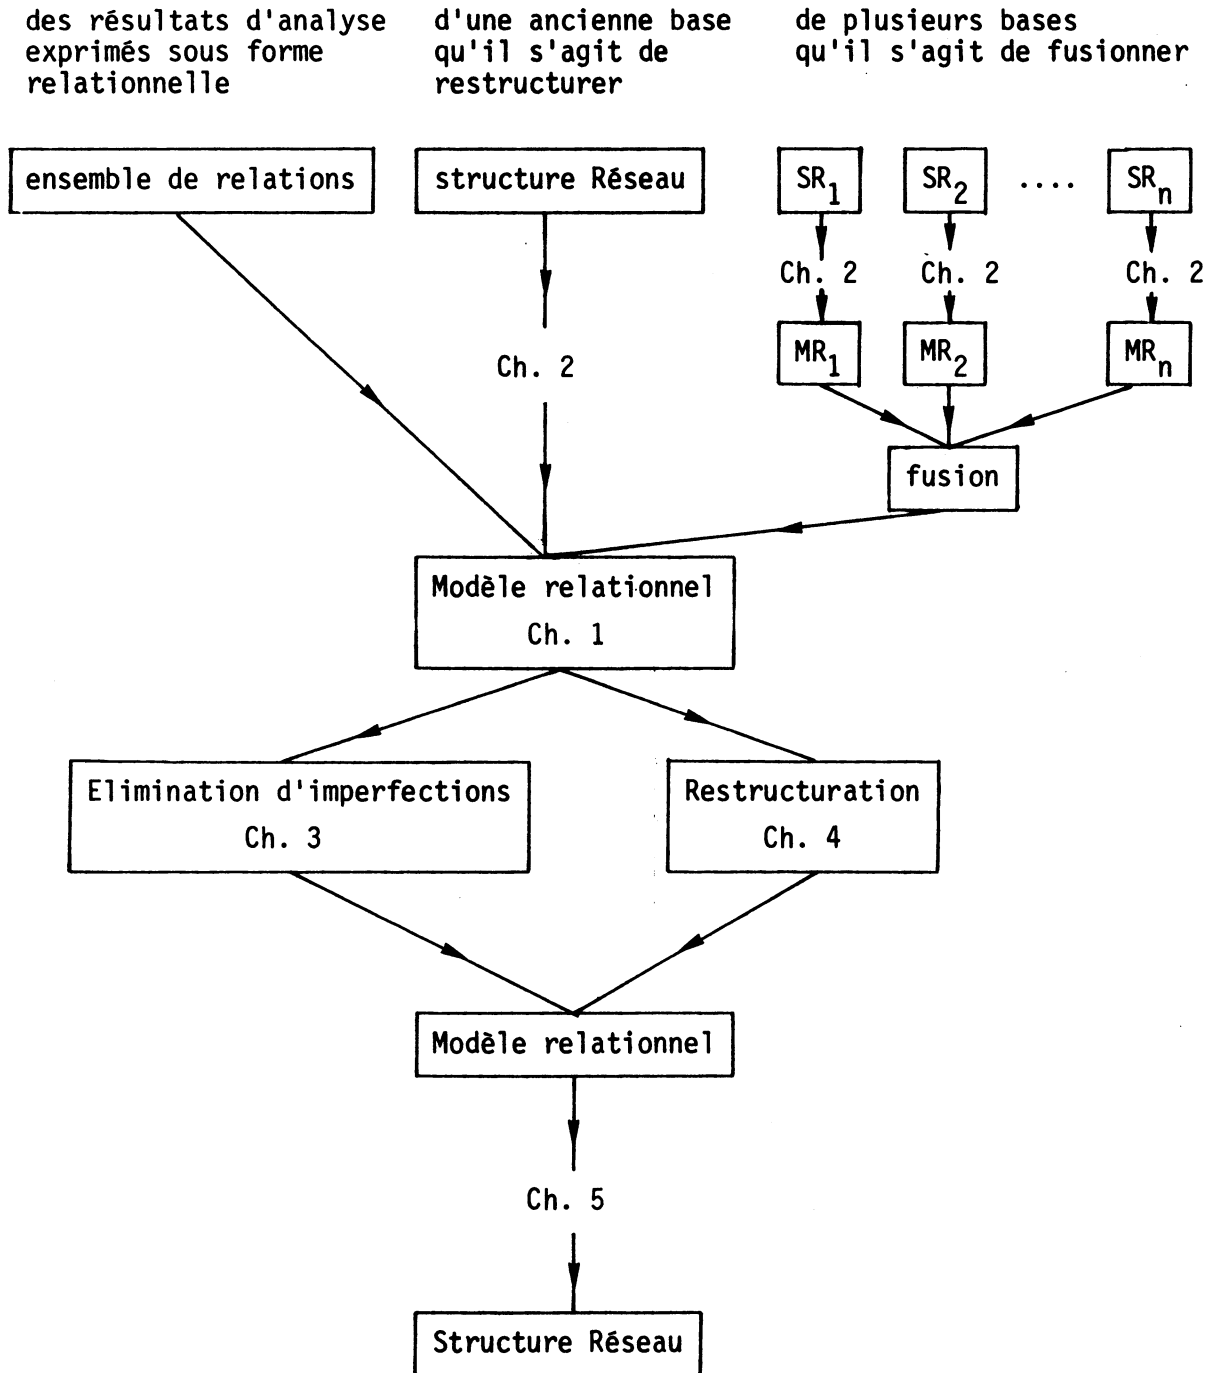 des résultats d'analyse
exprimés sous forme
relationnelle
d'une ancienne base
qu'il s'agit de
restructurer
de plusieurs bases
qu'il s'agit de fusionner
ensemble de relations
structure Réseau
SR1
SR2
....
SRn
Ch. 2
Ch. 2
Ch. 2
Ch. 2
MR1
MR2
MRn
fusion
Modèle relationnel
Ch. 1
Elimination d'imperfections
Ch. 3
Restructuration
Ch. 4
Modèle relationnel
Ch. 5
Structure Réseau